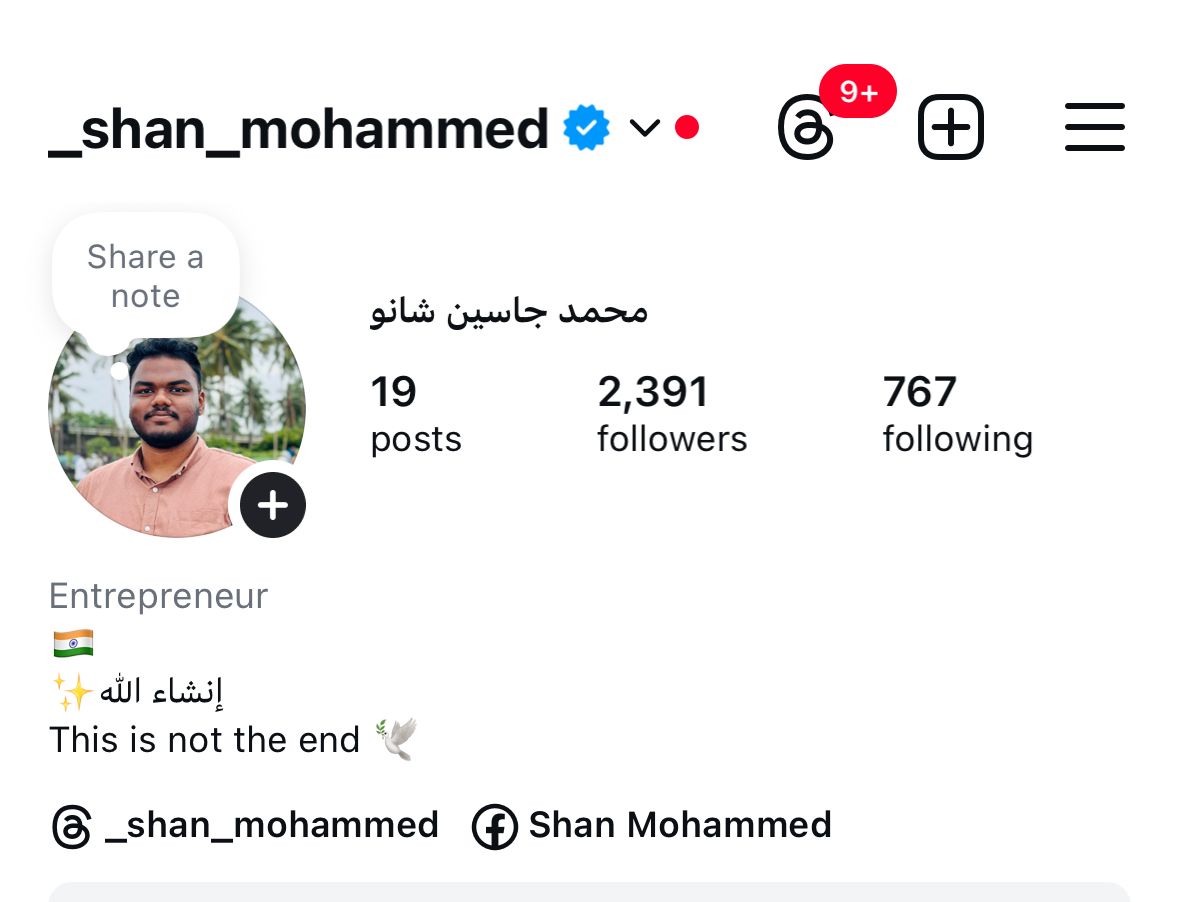 _shan_mohammed
9+
Share a
note
محمد جاسين شانو
19 2,391 767
posts followers following
Entrepreneur
🇮🇳
✨إنشاء الله
This is not the end 🕊️
_shan_mohammed Shan Mohammed